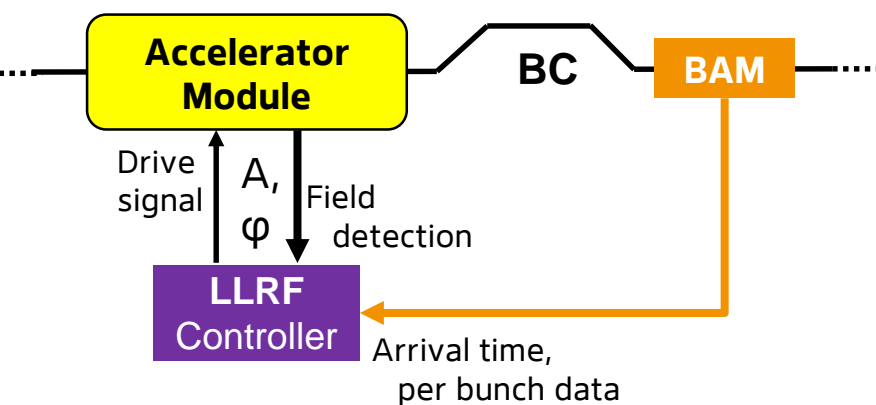 Accelerator
Module
BC
BAM
Drive
signal
A,
φ
Field
detection
LLRF
Controller
Arrival time,
per bunch data